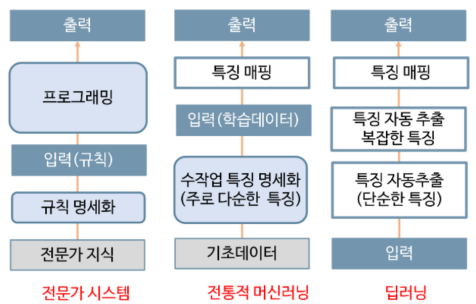 출력
프로그래밍
입력(규칙)
규칙 명세화
전문가 지식
전문가 시스템
출력
특징 매핑
입력(학습데이터)
수작업 특징 명세화
(주로 다순한 특징)
기초데이터
전통적 머신러닝
출력
특징 매핑
특징 자동 추출
복잡한 특징
특징 자동추출
(단순한 특징)
입력
딥러닝